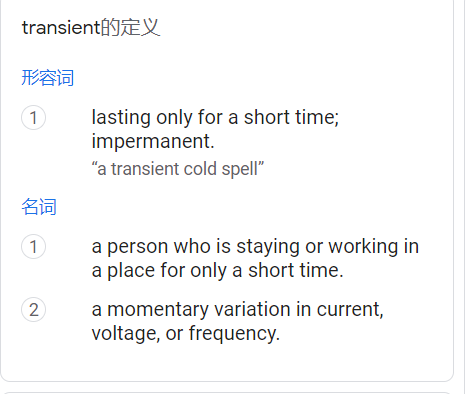 transient的定义
形容词
1
lasting only for a short time;
impermanent.
“a transient cold spell”
名词
1
a person who is staying or working in
a place for only a short time.
2
a momentary variation in current,
voltage, or frequency.